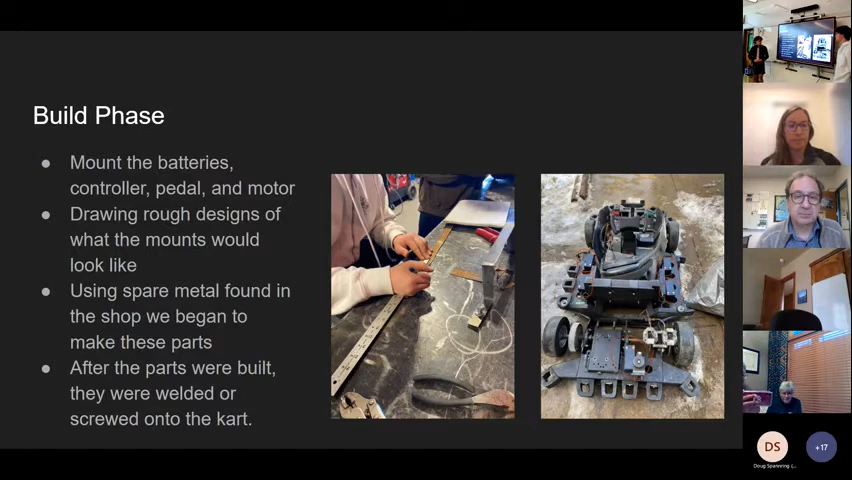 Build Phase
● Mount the batteries,
controller, pedal, and motor
● Drawing rough designs of
what the mounts would
look like
● Using spare metal found in
the shop we began to
make these parts
● After the parts were built,
they were welded or
screwed onto the kart.
DS
+17